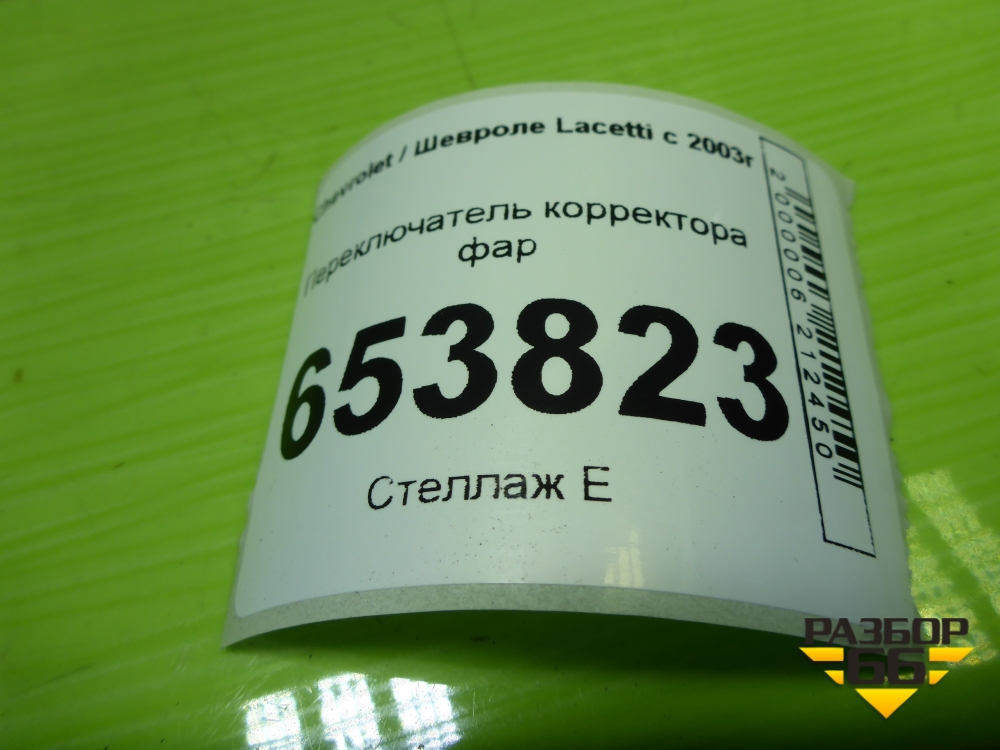 Chevrolet / Шевроле Lacetti с 2003г
Переключатель корректора
фар
653823
Стеллаж Е
2000006212450
РАЗБОР
66